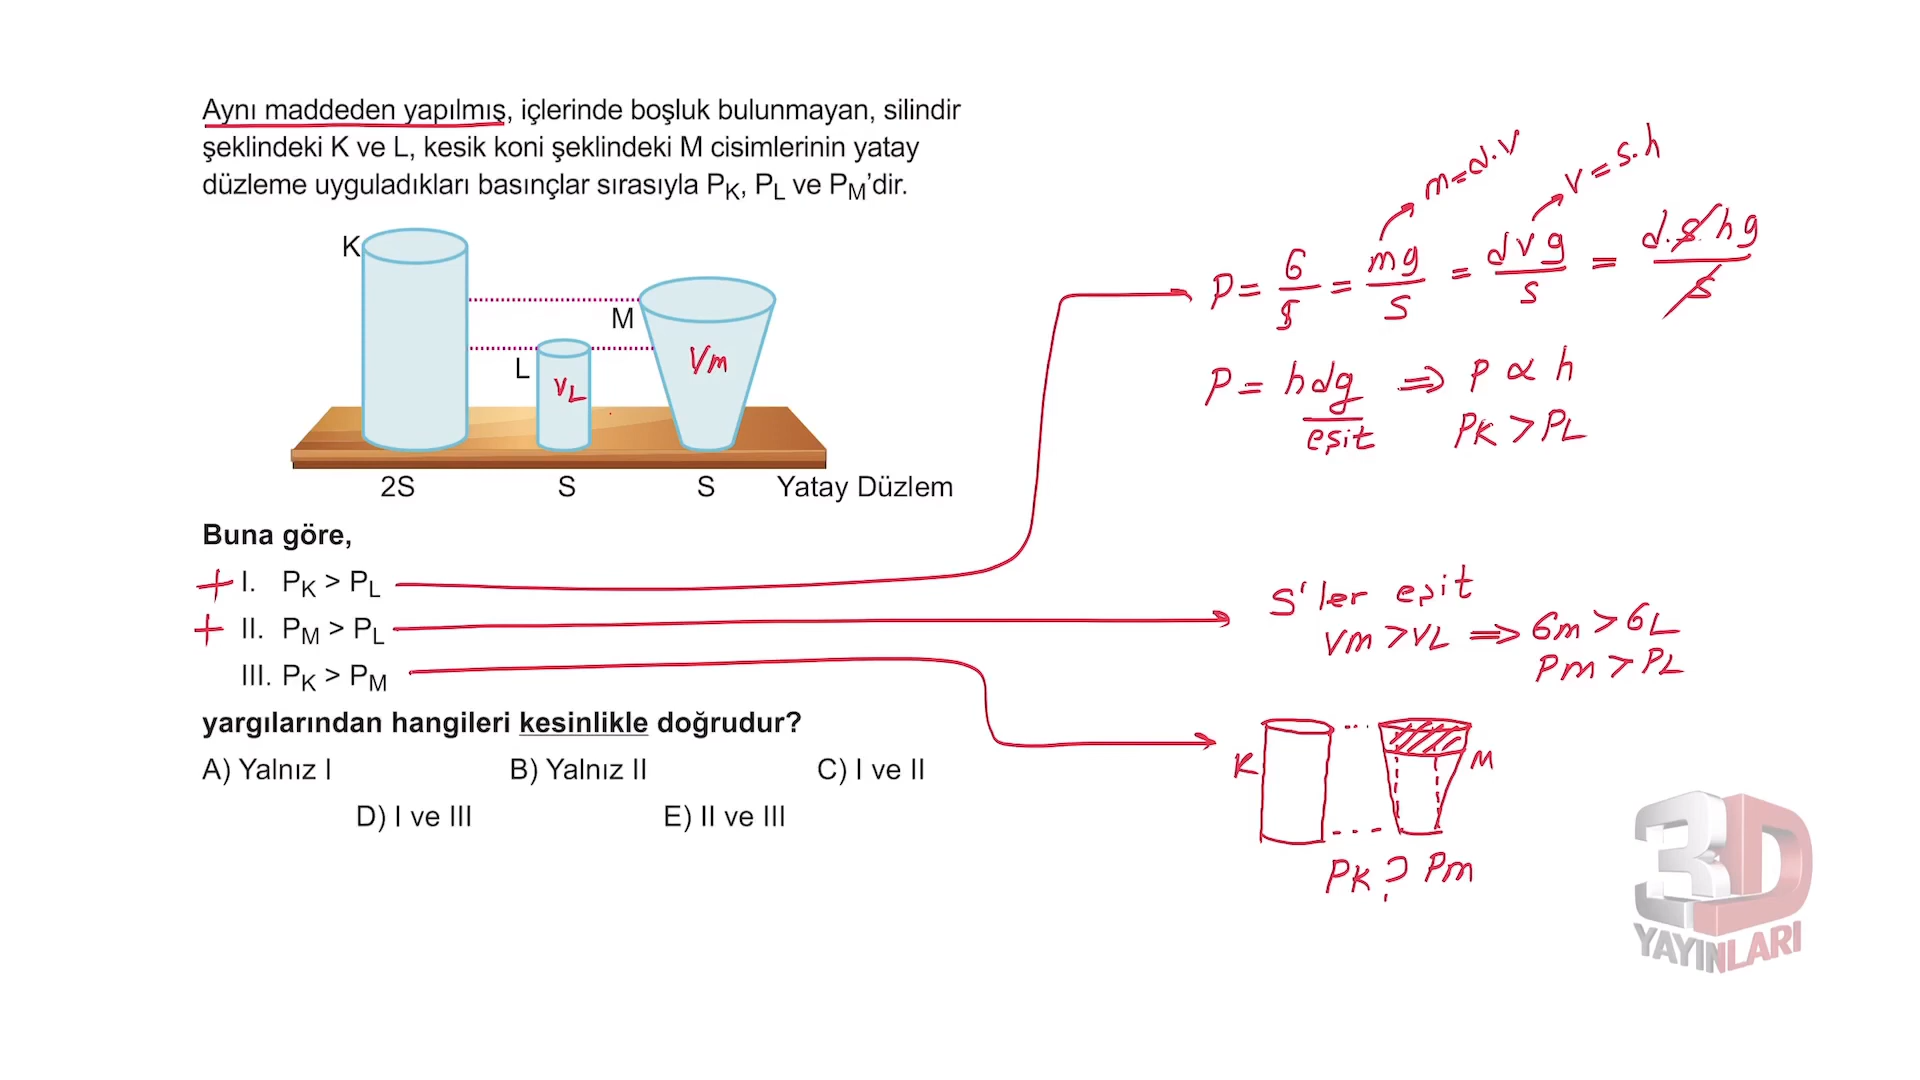 Aynı maddeden yapılmış, içlerinde boşluk bulunmayan, silindir
şeklindeki K ve L, kesik koni şeklindeki M cisimlerinin yatay
düzleme uyguladıkları basınçlar sırasıyla PK, PL ve PM'dir.
K
M
L
VL
Vm
2S
S
S
Yatay Düzlem
Buna göre,
+ I. PK > PL
+ II. PM > PL
III. PK > PM
yargılarından hangileri kesinlikle doğrudur?
A) Yalnız I
B) Yalnız II
C) I ve II
D) I ve III
E) II ve III
m=d.V
V=S.h
P= G/S = mg/S = dVg/S = d.S hg/S
P= hdg ⇒ P ∝ h
eşit
PK > PL
S'ler eşit
Vm > VL ⇒ Gm > GL
Pm > PL
K
M
PK ? Pm
3D
YAYINLARI